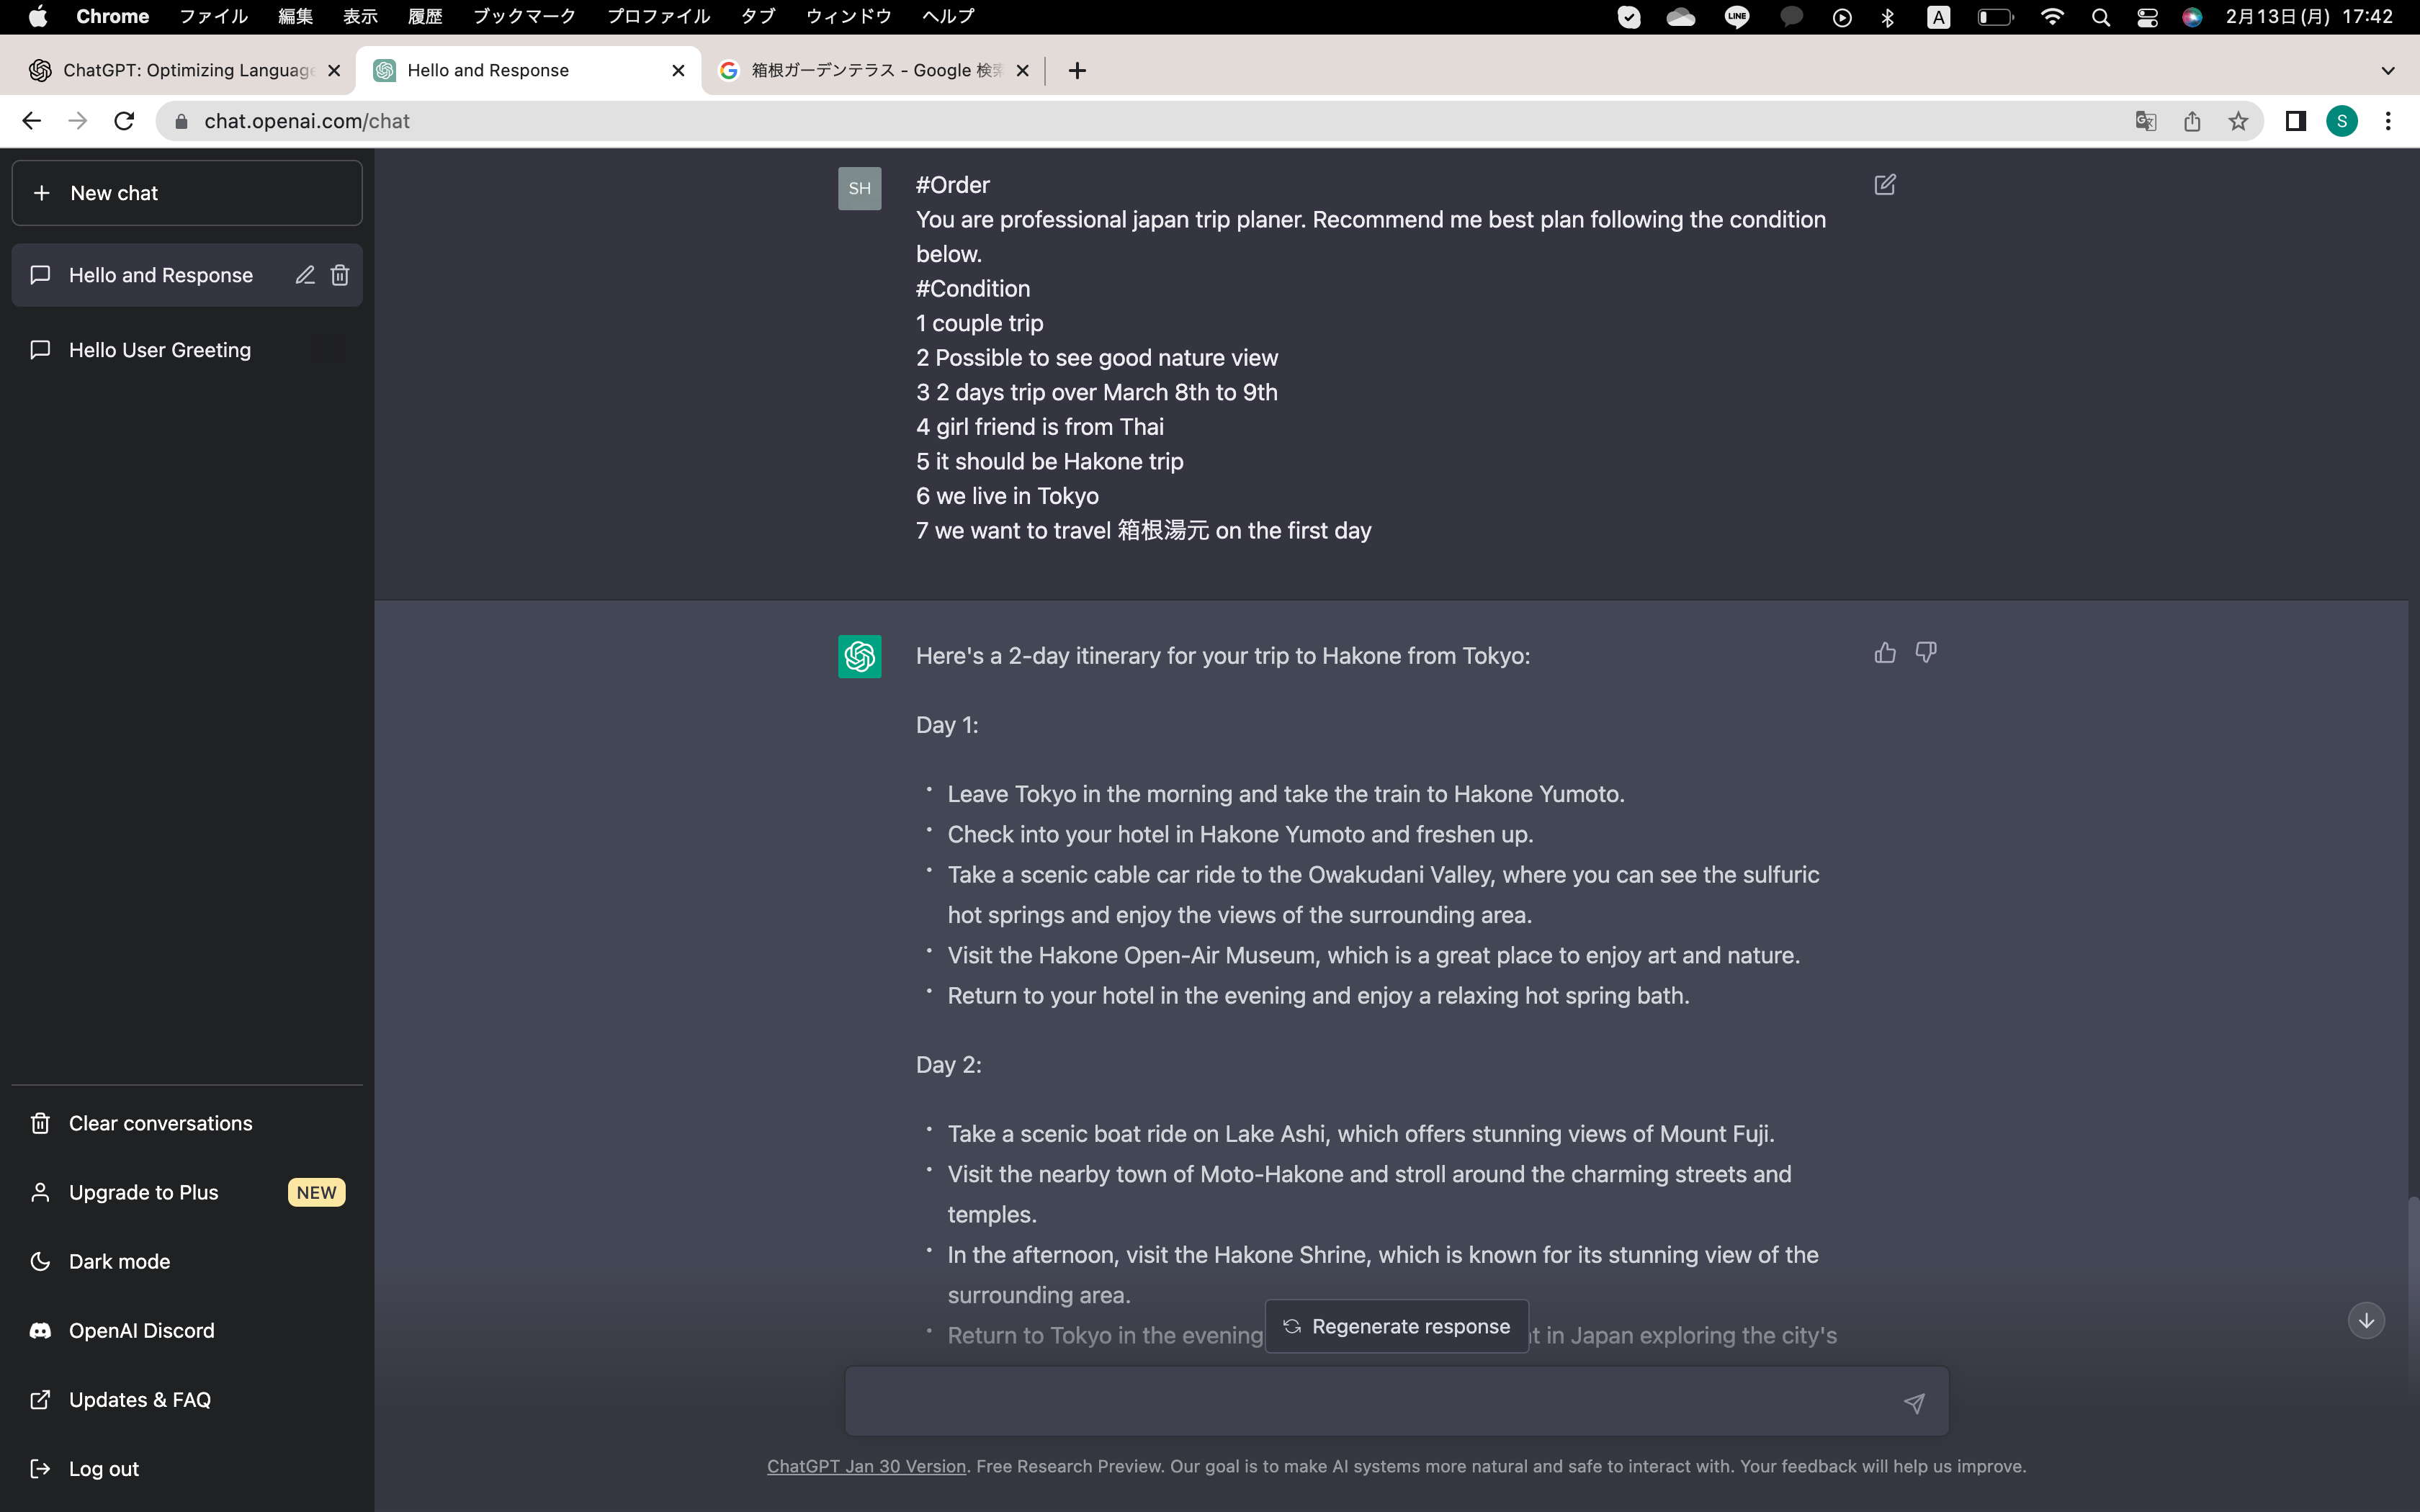 Chrome ファイル 編集 表示 履歴 ブックマーク プロファイル タブ ウィンドウ ヘルプ LINE A 2月13日(月) 17:42
ChatGPT: Optimizing Language Hello and Response 箱根ガーデンテラス - Google 検索
chat.openai.com/chat S
New chat
Hello and Response
Hello User Greeting
Clear conversations
Upgrade to Plus NEW
Dark mode
OpenAI Discord
Updates & FAQ
Log out
SH
#Order
You are professional japan trip planer. Recommend me best plan following the condition
below.
#Condition
1 couple trip
2 Possible to see good nature view
3 2 days trip over March 8th to 9th
4 girl friend is from Thai
5 it should be Hakone trip
6 we live in Tokyo
7 we want to travel 箱根湯元 on the first day
Here's a 2-day itinerary for your trip to Hakone from Tokyo:
Day 1:
Leave Tokyo in the morning and take the train to Hakone Yumoto.
Check into your hotel in Hakone Yumoto and freshen up.
Take a scenic cable car ride to the Owakudani Valley, where you can see the sulfuric
hot springs and enjoy the views of the surrounding area.
Visit the Hakone Open-Air Museum, which is a great place to enjoy art and nature.
Return to your hotel in the evening and enjoy a relaxing hot spring bath.
Day 2:
Take a scenic boat ride on Lake Ashi, which offers stunning views of Mount Fuji.
Visit the nearby town of Moto-Hakone and stroll around the charming streets and
temples.
In the afternoon, visit the Hakone Shrine, which is known for its stunning view of the
surrounding area.
Return to Tokyo in the evening in Japan exploring the city's
Regenerate response
ChatGPT Jan 30 Version. Free Research Preview. Our goal is to make AI systems more natural and safe to interact with. Your feedback will help us improve.